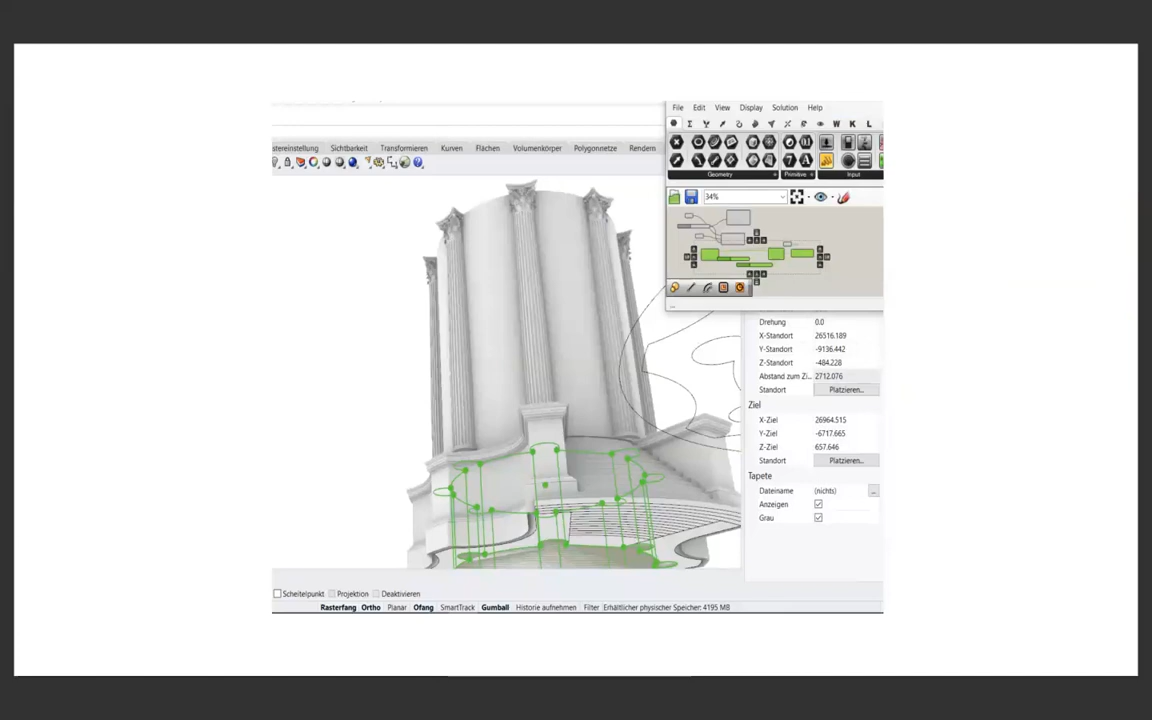 File Edit View Display Solution Help
W K L
stereinstellung Sichtbarkeit Transformieren Kurven Flächen Volumenkörper Polygonnetze Rendern
Geometry + Primitive + Input
34%
...
Drehung 0.0
X-Standort 26516.189
Y-Standort -9136.442
Z-Standort -484.228
Abstand zum Zi... 2712.076
Standort Platzieren...
Ziel
X-Ziel 26964.515
Y-Ziel -6717.665
Z-Ziel 657.646
Standort Platzieren...
Tapete
Dateiname (nichts) ...
Anzeigen
Grau
Scheitelpunkt Projektion Deaktivieren
Rasterfang Ortho Planar Ofang SmartTrack Gumball Historie aufnehmen Filter Erhältlicher physischer Speicher: 4195 MB